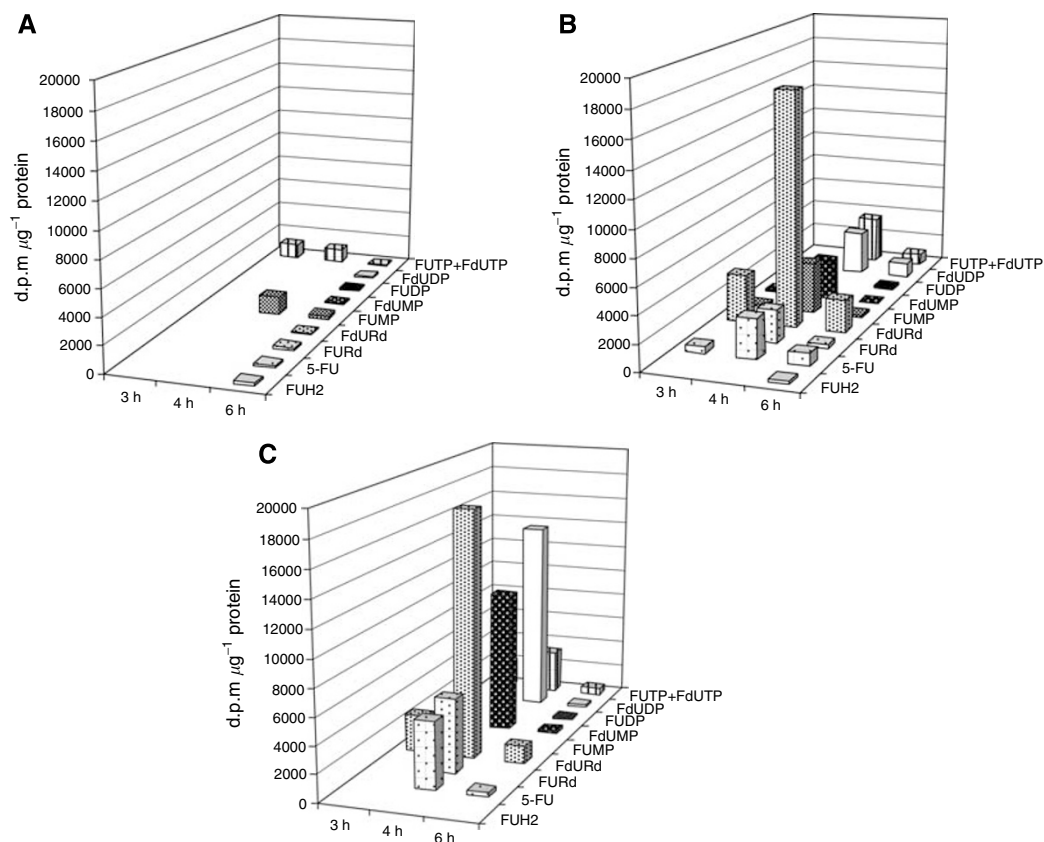 A
20000
18000
16000
14000
12000
10000
8000
6000
4000
2000
0
d.p.m μg−1 protein
3 h
4 h
6 h
FUTP+FdUTP
FdUDP
FUDP
FdUMP
FUMP
FdURd
FURd
5-FU
FUH2
B
20000
18000
16000
14000
12000
10000
8000
6000
4000
2000
0
d.p.m μg−1 protein
3 h
4 h
6 h
FUTP+FdUTP
FdUDP
FUDP
FdUMP
FUMP
FdURd
FURd
5-FU
FUH2
C
20000
18000
16000
14000
12000
10000
8000
6000
4000
2000
0
d.p.m μg−1 protein
3 h
4 h
6 h
FUTP+FdUTP
FdUDP
FUDP
FdUMP
FUMP
FdURd
FURd
5-FU
FUH2